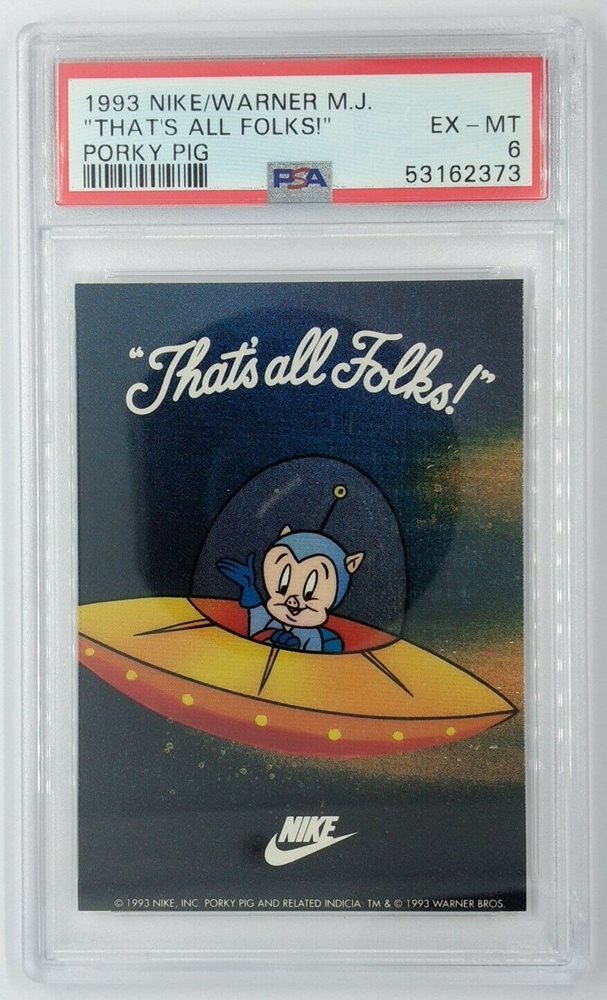 1993 NIKE/WARNER M.J.
"THAT'S ALL FOLKS!" EX – MT
PORKY PIG 6
PSA 53162373
"That's all Folks!"
NIKE
© 1993 NIKE, INC. PORKY PIG AND RELATED INDICIA TM & © 1993 WARNER BROS.